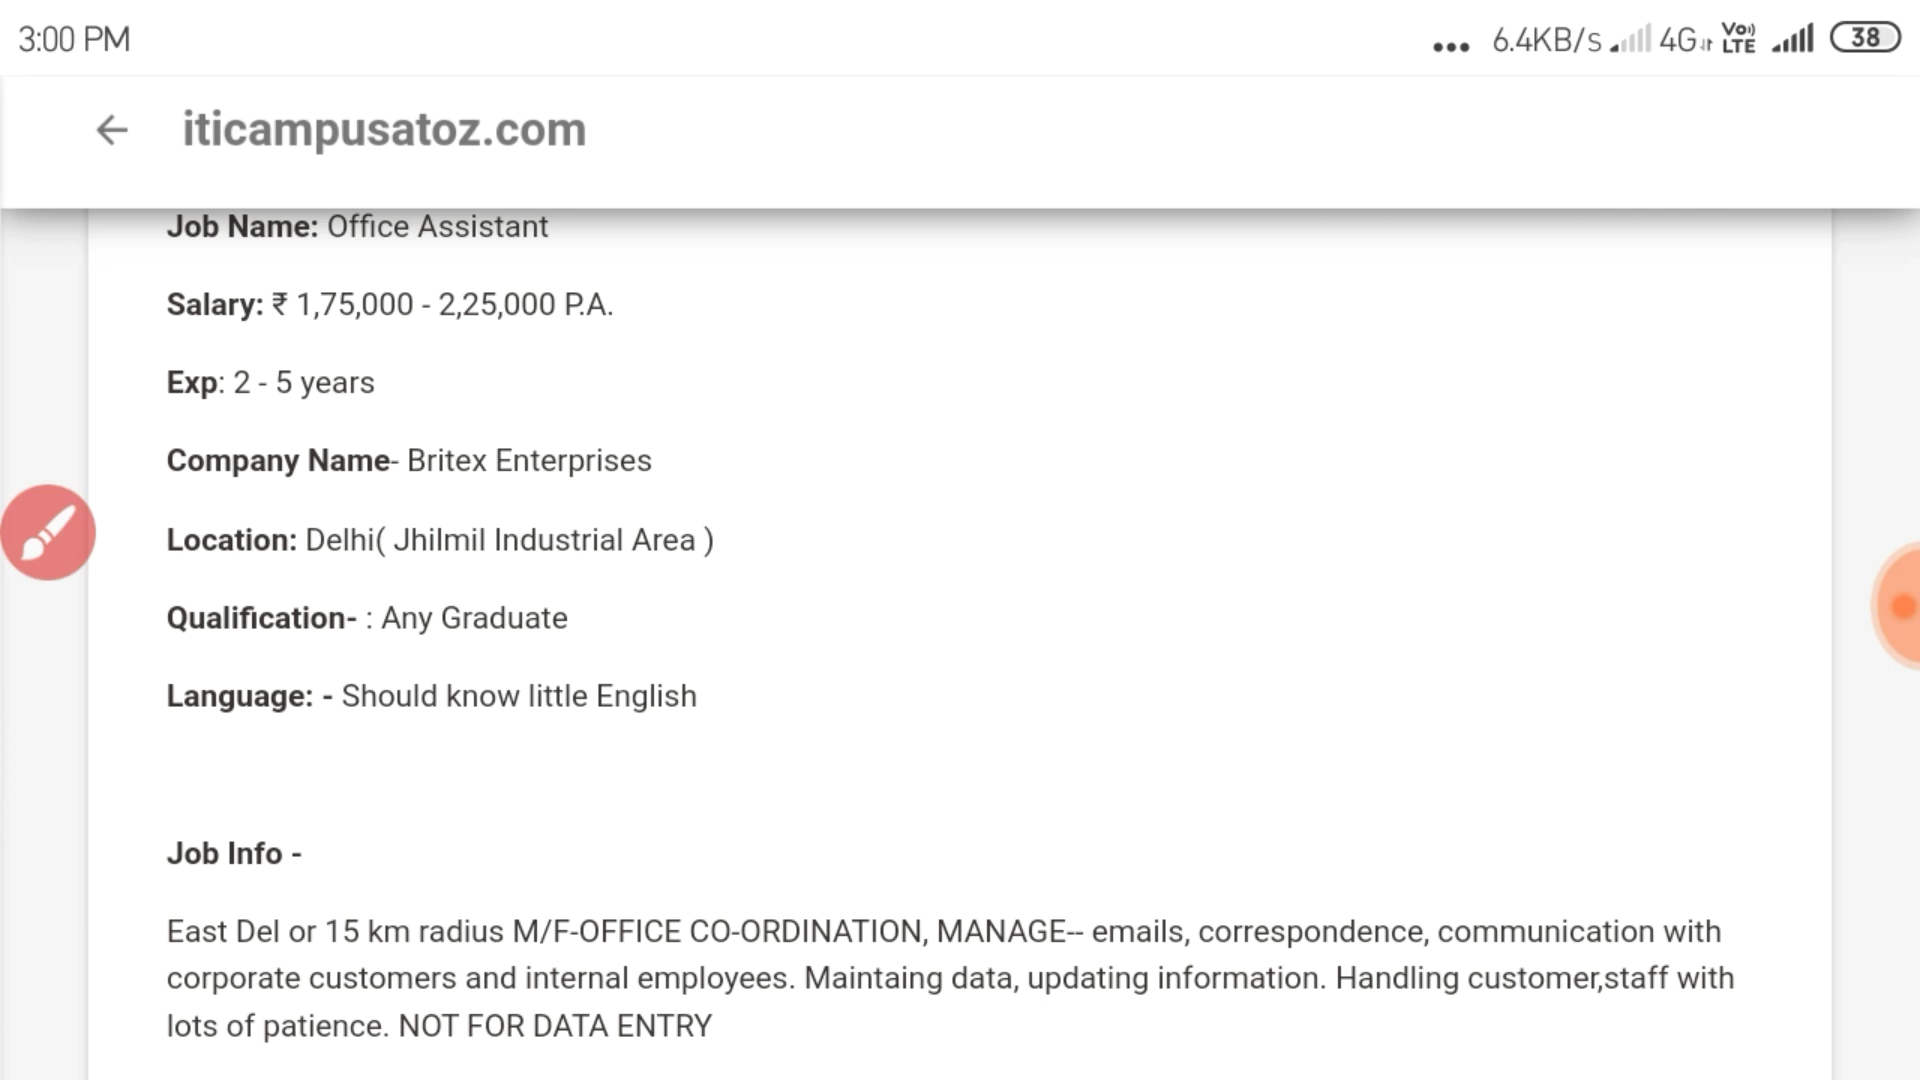 3:00 PM
... 6.4KB/s 4G Vo)) LTE 38
iticampusatoz.com
Job Name: Office Assistant
Salary: ₹ 1,75,000 - 2,25,000 P.A.
Exp: 2 - 5 years
Company Name- Britex Enterprises
Location: Delhi( Jhilmil Industrial Area )
Qualification- : Any Graduate
Language: - Should know little English
Job Info -
East Del or 15 km radius M/F-OFFICE CO-ORDINATION, MANAGE-- emails, correspondence, communication with
corporate customers and internal employees. Maintaing data, updating information. Handling customer,staff with
lots of patience. NOT FOR DATA ENTRY